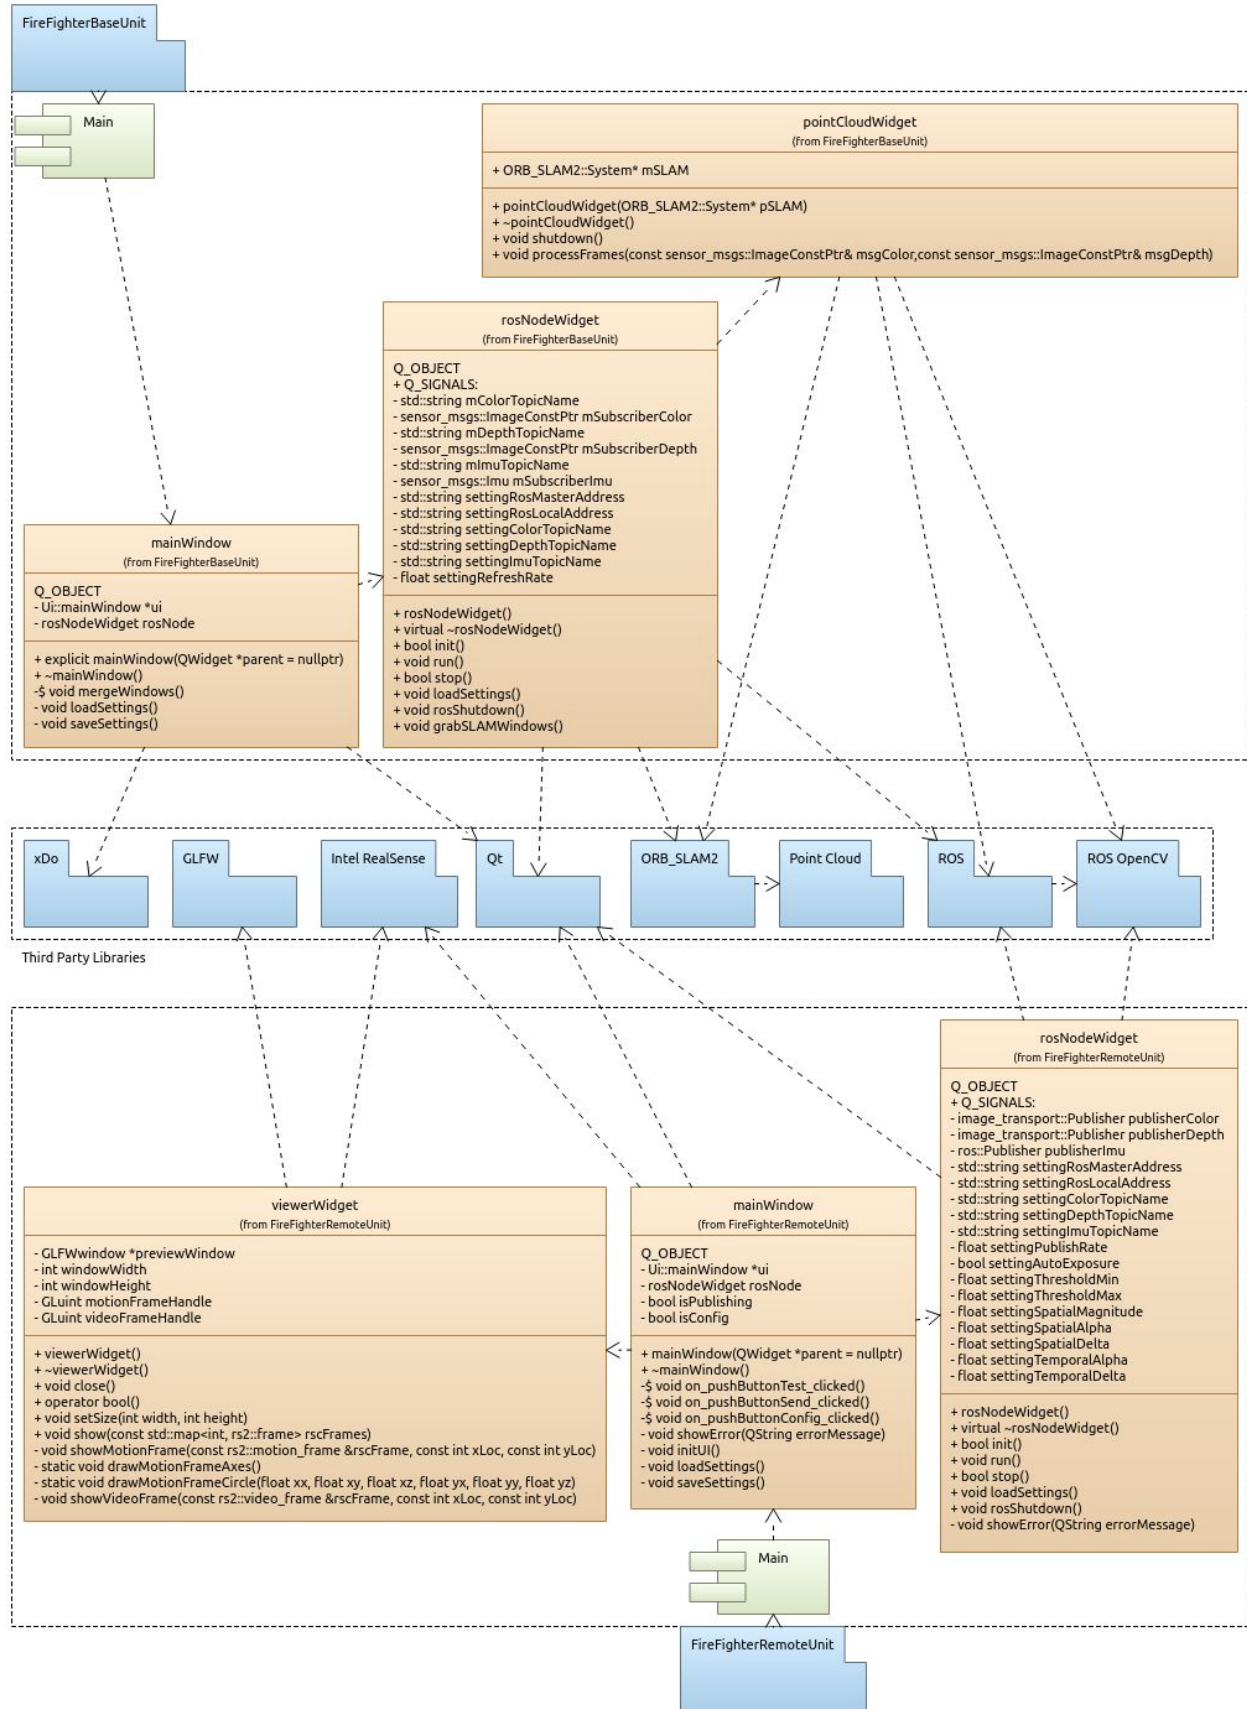 FireFighterBaseUnit
Main
pointCloudWidget
(from FireFighterBaseUnit)
+ ORB_SLAM2::System* mSLAM
+ pointCloudWidget(ORB_SLAM2::System* pSLAM)
+ ~pointCloudWidget()
+ void shutdown()
+ void processFrames(const sensor_msgs::ImageConstPtr& msgColor,const sensor_msgs::ImageConstPtr& msgDepth)
rosNodeWidget
(from FireFighterBaseUnit)
Q_OBJECT
+ Q_SIGNALS:
- std::string mColorTopicName
- sensor_msgs::ImageConstPtr mSubscriberColor
- std::string mDepthTopicName
- sensor_msgs::ImageConstPtr mSubscriberDepth
- std::string mImuTopicName
- sensor_msgs::Imu mSubscriberImu
- std::string settingRosMasterAddress
- std::string settingRosLocalAddress
- std::string settingColorTopicName
- std::string settingDepthTopicName
- std::string settingImuTopicName
- float settingRefreshRate
+ rosNodeWidget()
+ virtual ~rosNodeWidget()
+ bool init()
+ void run()
+ bool stop()
+ void loadSettings()
+ void rosShutdown()
+ void grabSLAMWindows()
mainWindow
(from FireFighterBaseUnit)
Q_OBJECT
- Ui::mainWindow *ui
- rosNodeWidget rosNode
+ explicit mainWindow(QWidget *parent = nullptr)
+ ~mainWindow()
-$ void mergeWindows()
- void loadSettings()
- void saveSettings()
xDo
GLFW
Intel RealSense
Qt
ORB_SLAM2
Point Cloud
ROS
ROS OpenCV
Third Party Libraries
rosNodeWidget
(from FireFighterRemoteUnit)
Q_OBJECT
+ Q_SIGNALS:
- image_transport::Publisher publisherColor
- image_transport::Publisher publisherDepth
- ros::Publisher publisherImu
- std::string settingRosMasterAddress
- std::string settingRosLocalAddress
- std::string settingColorTopicName
- std::string settingDepthTopicName
- std::string settingImuTopicName
- float settingPublishRate
- bool settingAutoExposure
- float settingThresholdMin
- float settingThresholdMax
- float settingSpatialMagnitude
- float settingSpatialAlpha
- float settingSpatialDelta
- float settingTemporalAlpha
- float settingTemporalDelta
+ rosNodeWidget()
+ virtual ~rosNodeWidget()
+ bool init()
+ void run()
+ bool stop()
+ void loadSettings()
+ void rosShutdown()
- void showError(QString errorMessage)
viewerWidget
(from FireFighterRemoteUnit)
- GLFWwindow *previewWindow
- int windowWidth
- int windowHeight
- GLuint motionFrameHandle
- GLuint videoFrameHandle
+ viewerWidget()
+ ~viewerWidget()
+ void close()
+ operator bool()
+ void setSize(int width, int height)
+ void show(const std::map<int, rs2::frame> rscFrames)
- void showMotionFrame(const rs2::motion_frame &rscFrame, const int xLoc, const int yLoc)
- static void drawMotionFrameAxes()
- static void drawMotionFrameCircle(float xx, float xy, float xz, float yx, float yy, float yz)
- void showVideoFrame(const rs2::video_frame &rscFrame, const int xLoc, const int yLoc)
mainWindow
(from FireFighterRemoteUnit)
Q_OBJECT
- Ui::mainWindow *ui
- rosNodeWidget rosNode
- bool isPublishing
- bool isConfig
+ mainWindow(QWidget *parent = nullptr)
+ ~mainWindow()
-$ void on_pushButtonTest_clicked()
-$ void on_pushButtonSend_clicked()
-$ void on_pushButtonConfig_clicked()
- void showError(QString errorMessage)
- void initUI()
- void loadSettings()
- void saveSettings()
Main
FireFighterRemoteUnit